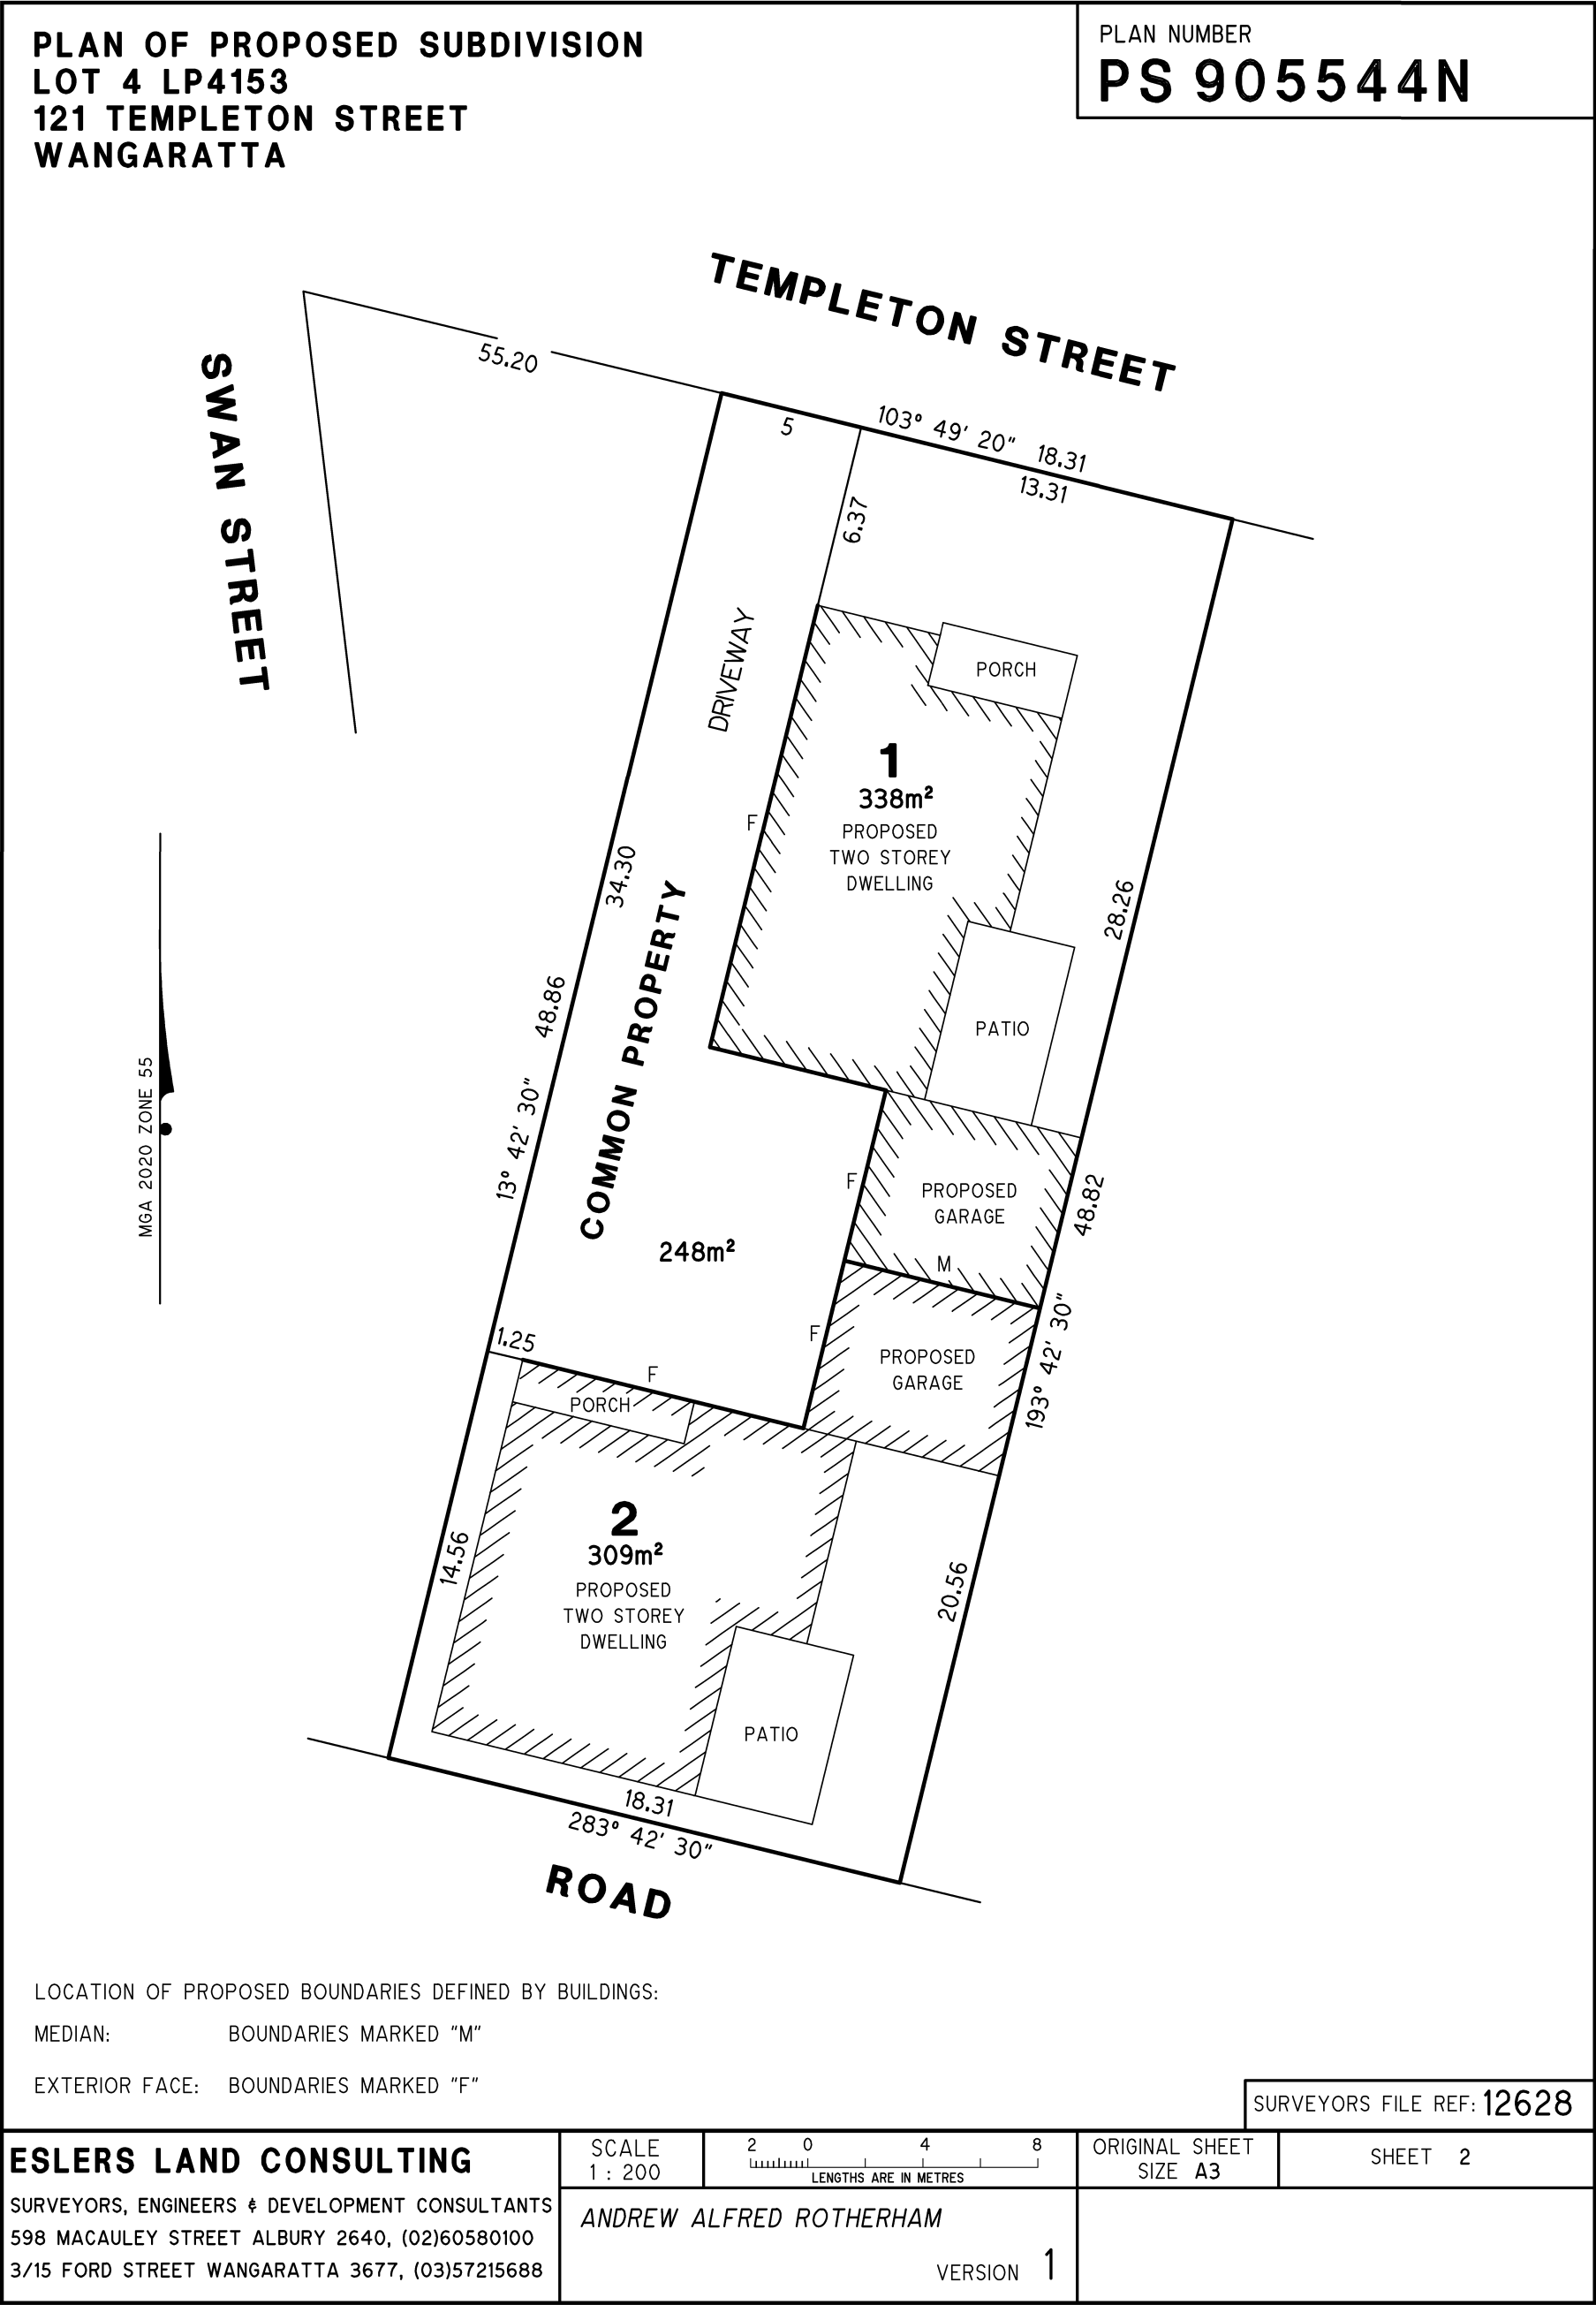 PLAN OF PROPOSED SUBDIVISION
LOT 4 LP4153
121 TEMPLETON STREET
WANGARATTA
PLAN NUMBER
PS 905544N
TEMPLETON STREET
SWAN STREET
55.20
5
103° 49' 20" 18.31
13.31
6.37
DRIVEWAY
PORCH
1
338m²
PROPOSED
TWO STOREY
DWELLING
F
34.30
28.26
COMMON PROPERTY
48.86
PATIO
MGA 2020 ZONE 55
13° 42' 30"
F
PROPOSED
GARAGE
48.82
248m²
M
193° 42' 30"
1.25
F
F
PROPOSED
GARAGE
PORCH
2
309m²
PROPOSED
TWO STOREY
DWELLING
14.56
20.56
PATIO
18.31
283° 42' 30"
ROAD
LOCATION OF PROPOSED BOUNDARIES DEFINED BY BUILDINGS:
MEDIAN: BOUNDARIES MARKED "M"
EXTERIOR FACE: BOUNDARIES MARKED "F"
SURVEYORS FILE REF: 12628
ESLERS LAND CONSULTING
SURVEYORS, ENGINEERS & DEVELOPMENT CONSULTANTS
598 MACAULEY STREET ALBURY 2640, (02)60580100
3/15 FORD STREET WANGARATTA 3677, (03)57215688
SCALE
1 : 200
2 0 4 8
LENGTHS ARE IN METRES
ORIGINAL SHEET
SIZE A3
SHEET 2
ANDREW ALFRED ROTHERHAM
VERSION 1